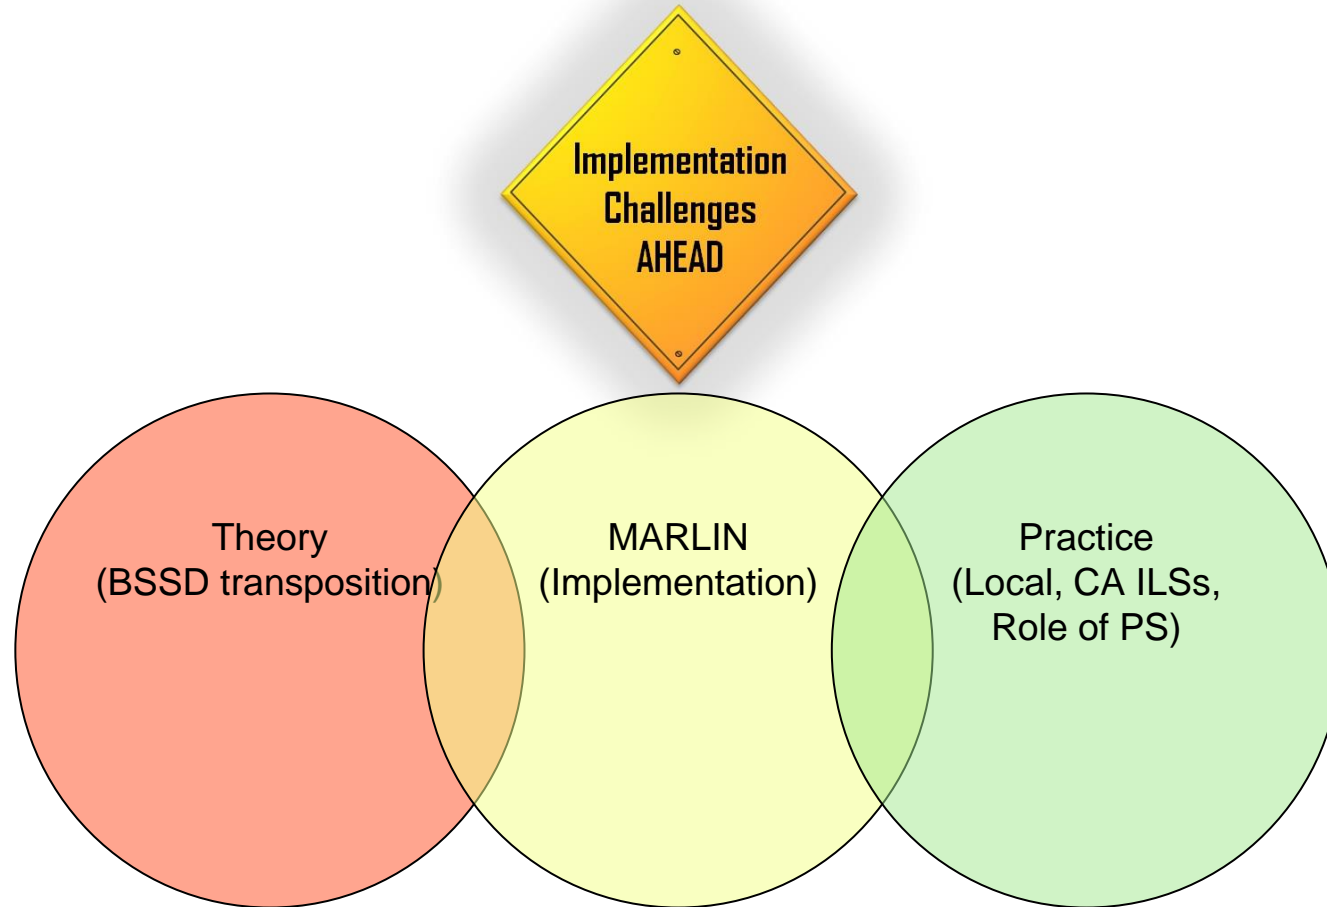 Implementation
Challenges
AHEAD
Theory
(BSSD transposition)
MARLIN
(Implementation)
Practice
(Local, CA ILSs,
Role of PS)